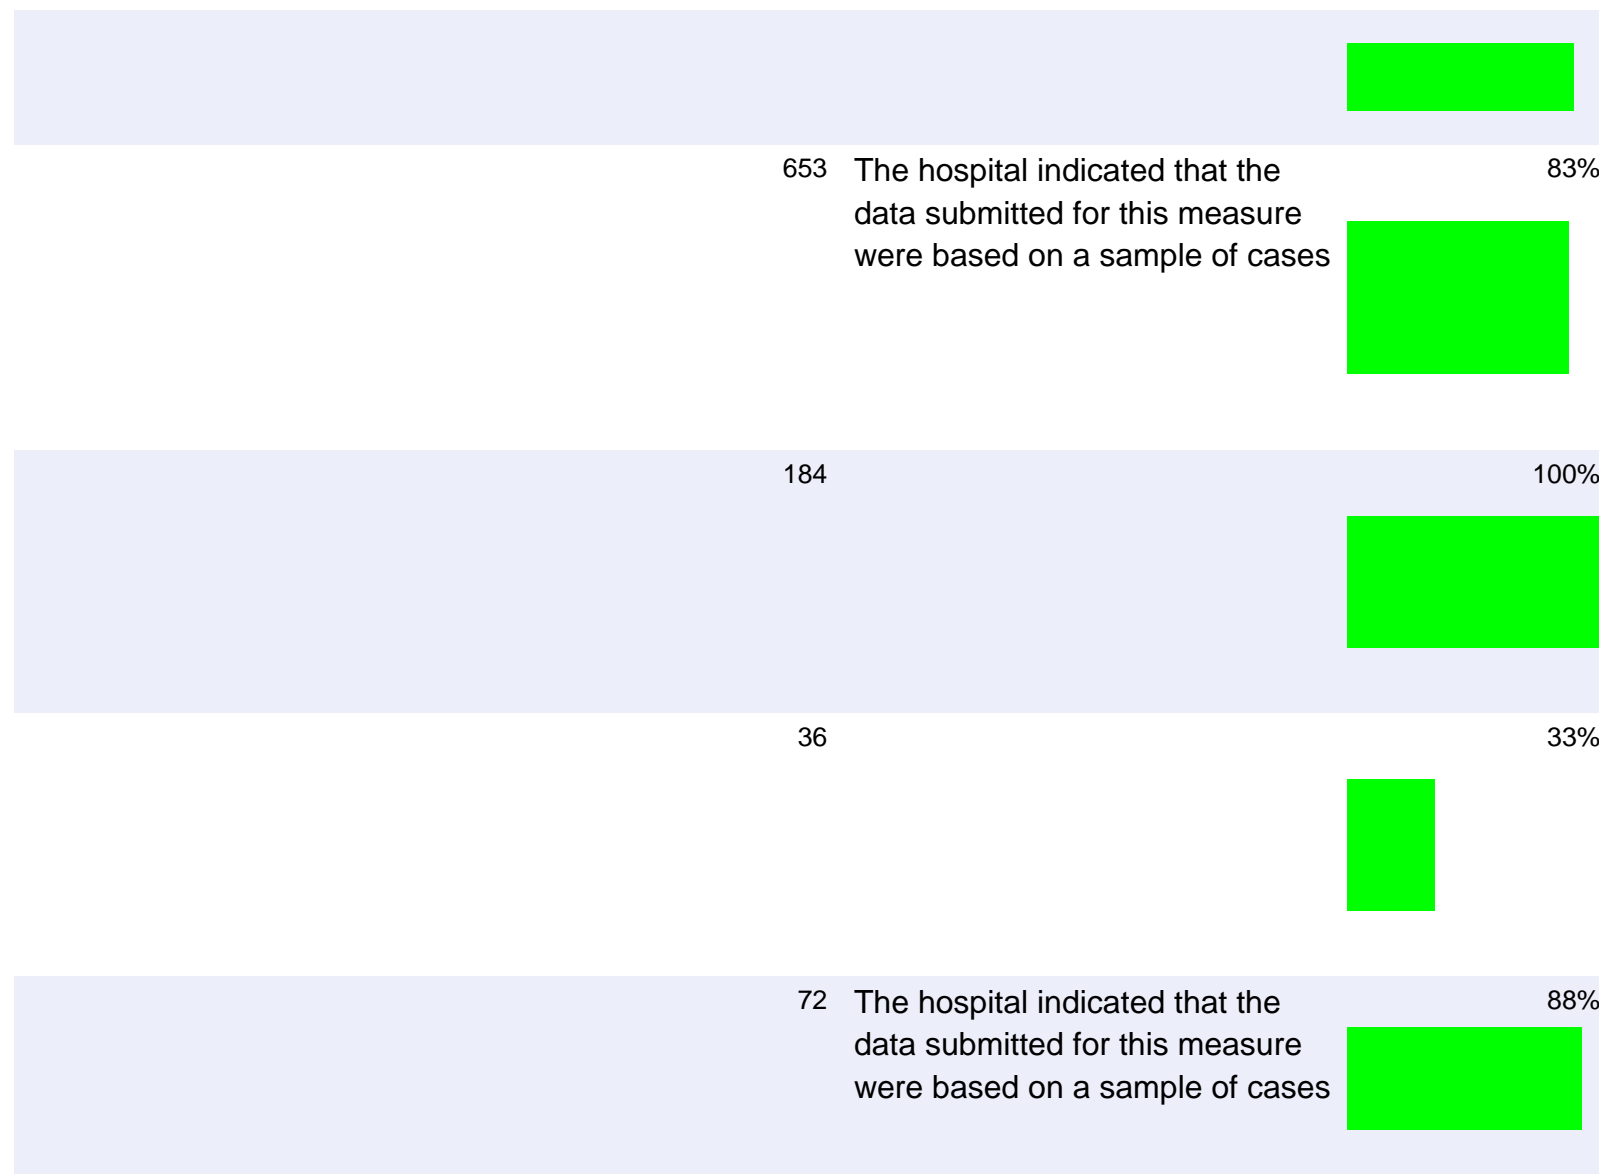 653 The hospital indicated that the 83%
data submitted for this measure
were based on a sample of cases
184 100%
36 33%
72 The hospital indicated that the 88%
data submitted for this measure
were based on a sample of cases